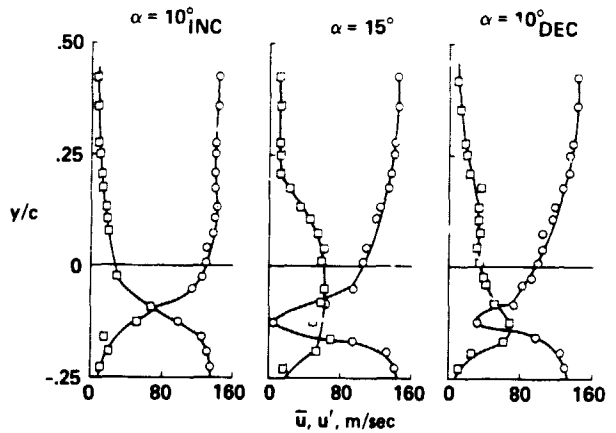 α = 10°INC
α = 15°
α = 10°DEC
.50
.25
y/c
0
-.25
0 80 160
0 80 160
0 80 160
u̅, u', m/sec